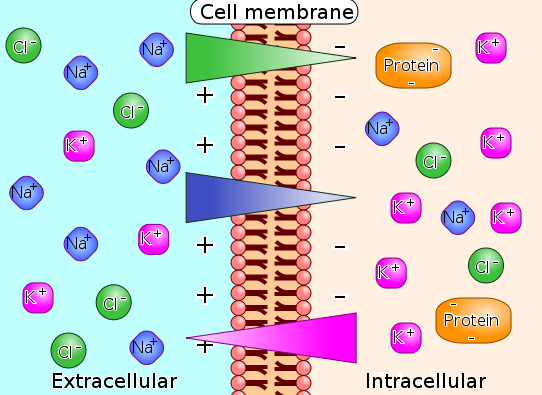 Cell membrane
Cl⁻
Na⁺
Na⁺
Cl⁻
K⁺
Na⁺
Na⁺
Na⁺
K⁺
K⁺
Cl⁻
Cl⁻
Na⁺
+
+
+
+
+
–
–
–
–
–
Protein
–
–
K⁺
Na⁺
K⁺
Cl⁻
K⁺
Na⁺
K⁺
K⁺
Cl⁻
Protein
–
–
K⁺
Extracellular
Intracellular